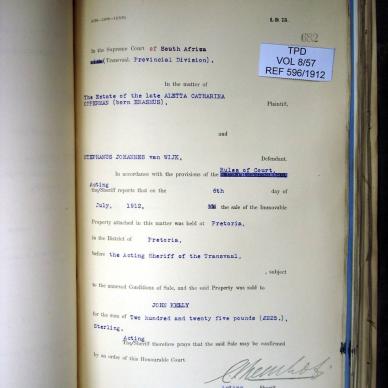 682
TPD
VOL 8/57
REF 596/1912
In the Supreme Court of South Africa
(Transvaal Provincial Division).
In the matter of
The Estate of the late ALETTA CATHARINA
OPPERMAN (born ERASMUS), Plaintiff,
and
STEPHANUS JOHANNES van WIJK, Defendant.
In accordance with the provisions of the Rules of Court,
Acting
the/Sheriff reports that on the 6th day of
July, 1912, the sale of the Immovable
Property attached in this matter was held at Pretoria,
in the District of Pretoria,
before the Acting Sheriff of the Transvaal,
, subject
to the annexed Conditions of Sale, and the said Property was sold to
JOHN KELLY
for the sum of Two hundred and twenty five pounds (£225.)
Sterling.
Acting
The/Sheriff therefore prays that the said Sale may be confirmed
by an order of this Honourable Court